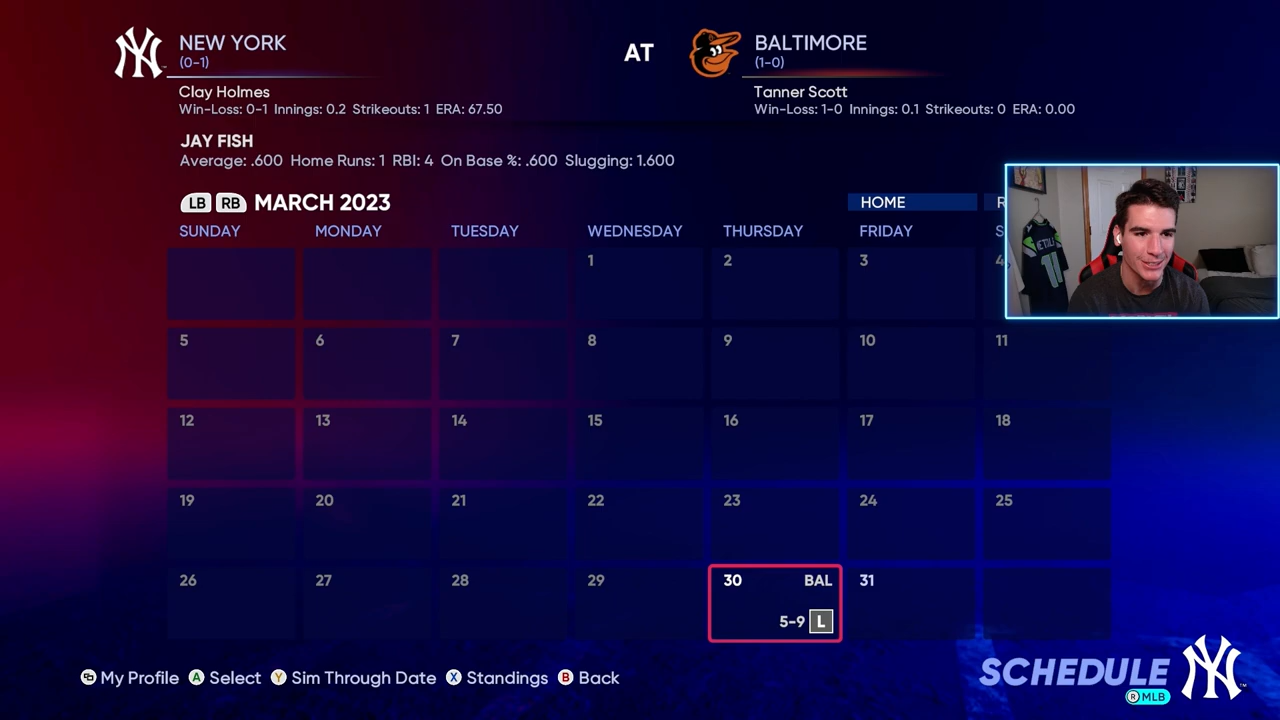 NEW YORK
(0-1)
Clay Holmes
Win-Loss: 0-1 Innings: 0.2 Strikeouts: 1 ERA: 67.50
AT
BALTIMORE
(1-0)
Tanner Scott
Win-Loss: 1-0 Innings: 0.1 Strikeouts: 0 ERA: 0.00
JAY FISH
Average: .600 Home Runs: 1 RBI: 4 On Base %: .600 Slugging: 1.600
LB RB MARCH 2023
HOME R
SUNDAY MONDAY TUESDAY WEDNESDAY THURSDAY FRIDAY S
1 2 3 4
5 6 7 8 9 10 11
12 13 14 15 16 17 18
19 20 21 22 23 24 25
26 27 28 29 30 BAL 31
5-9 L
My Profile A Select Y Sim Through Date X Standings B Back
SCHEDULE
R MLB